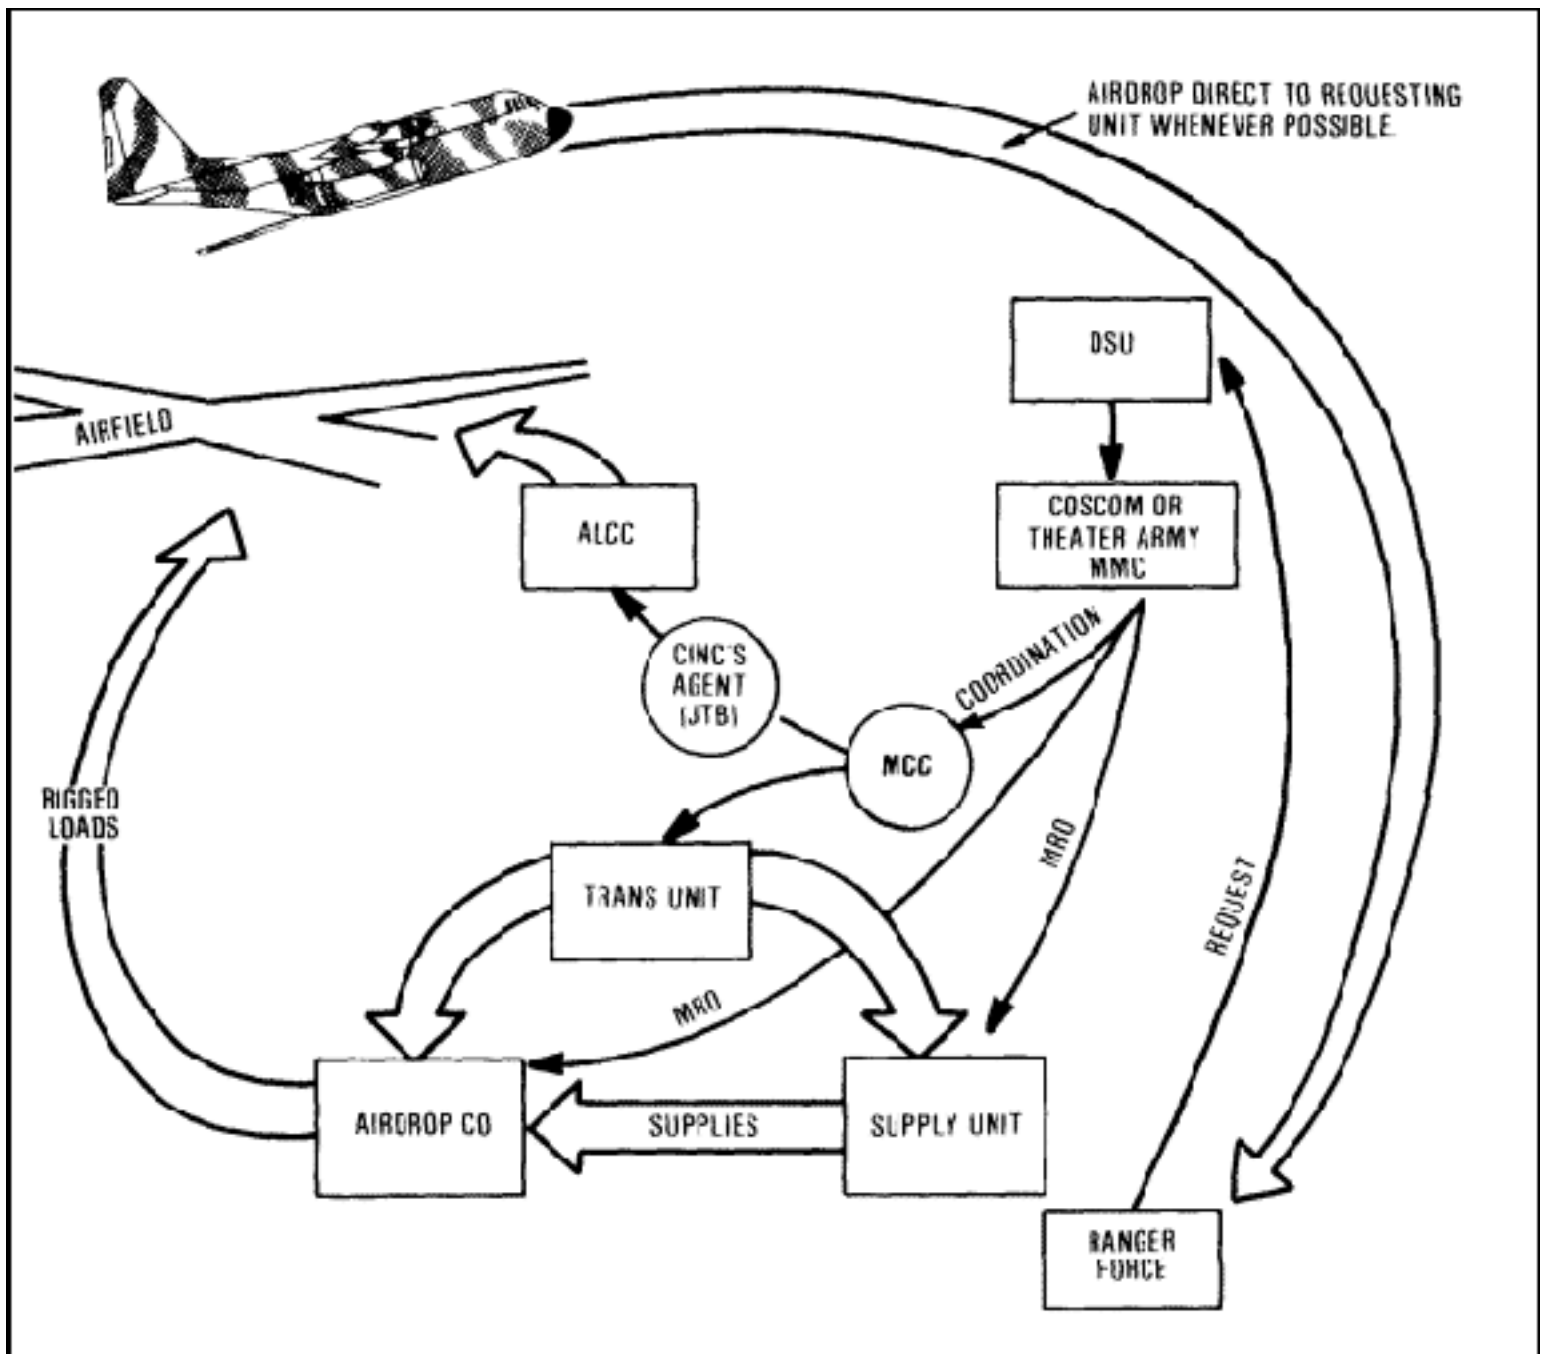 AIRDROP DIRECT TO REQUESTING
UNIT WHENEVER POSSIBLE.
DSU
AIRFIELD
COSCOM OR
THEATER ARMY
MMC
ALCC
COORDINATION
CINC'S
AGENT
(JTB)
MCC
RIGGED
LOADS
MRO
TRANS UNIT
REQUEST
MRO
AIRDROP CO
SUPPLIES
SUPPLY UNIT
RANGER
FORCE